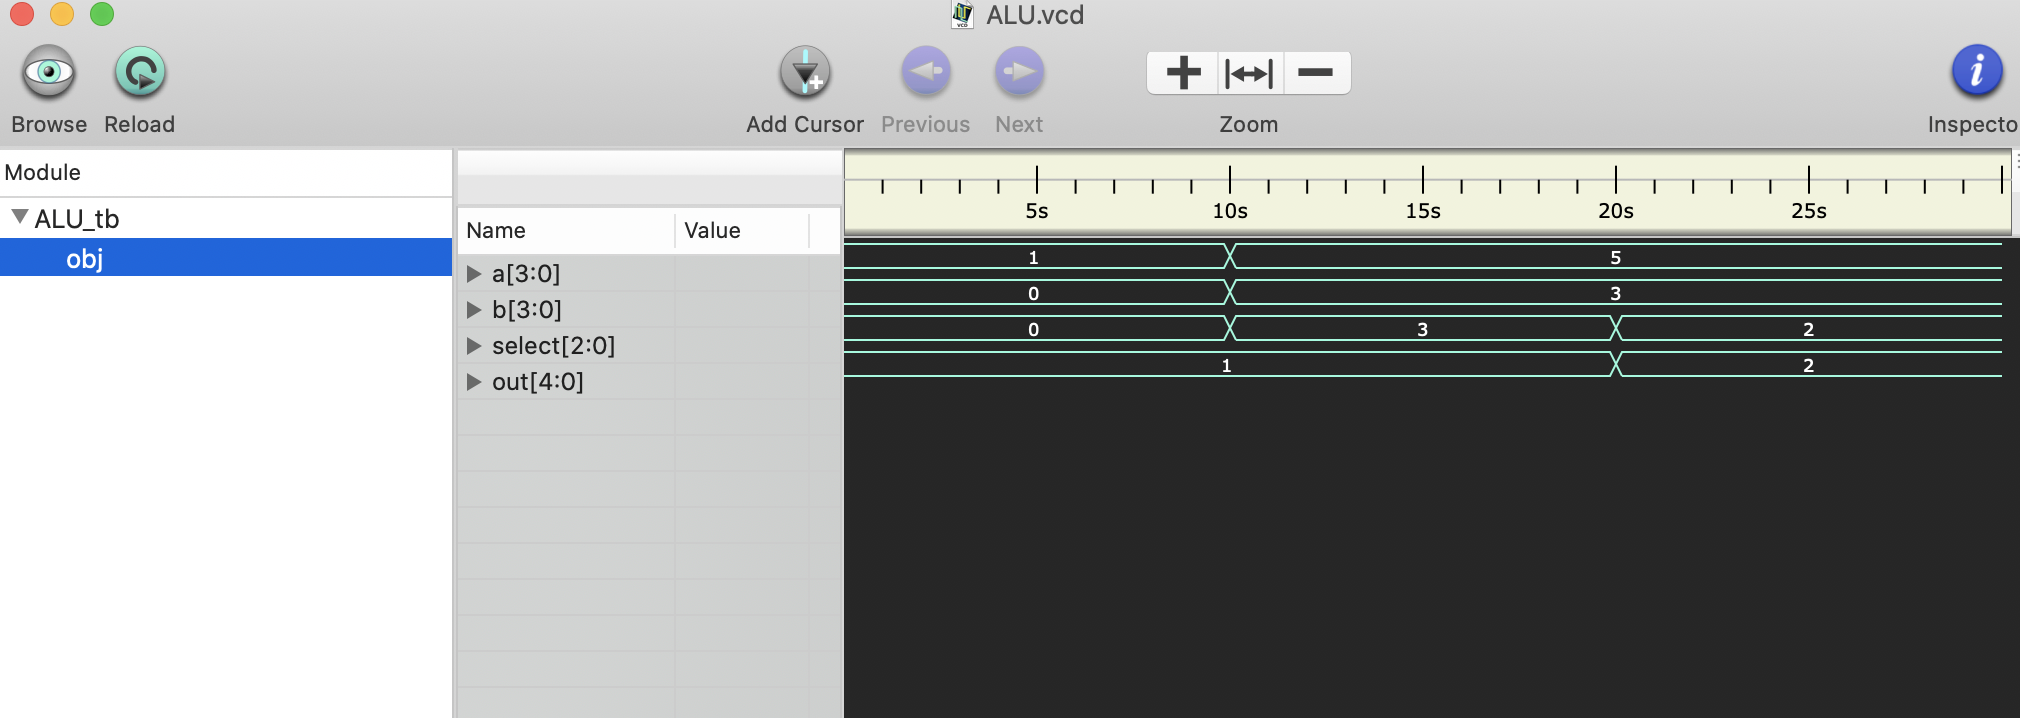 ALU.vcd
Browse Reload Add Cursor Previous Next Zoom Inspecto
Module
ALU_tb
obj
Name Value
5s 10s 15s 20s 25s
a[3:0] 1 5
b[3:0] 0 3
select[2:0] 0 3 2
out[4:0] 1 2